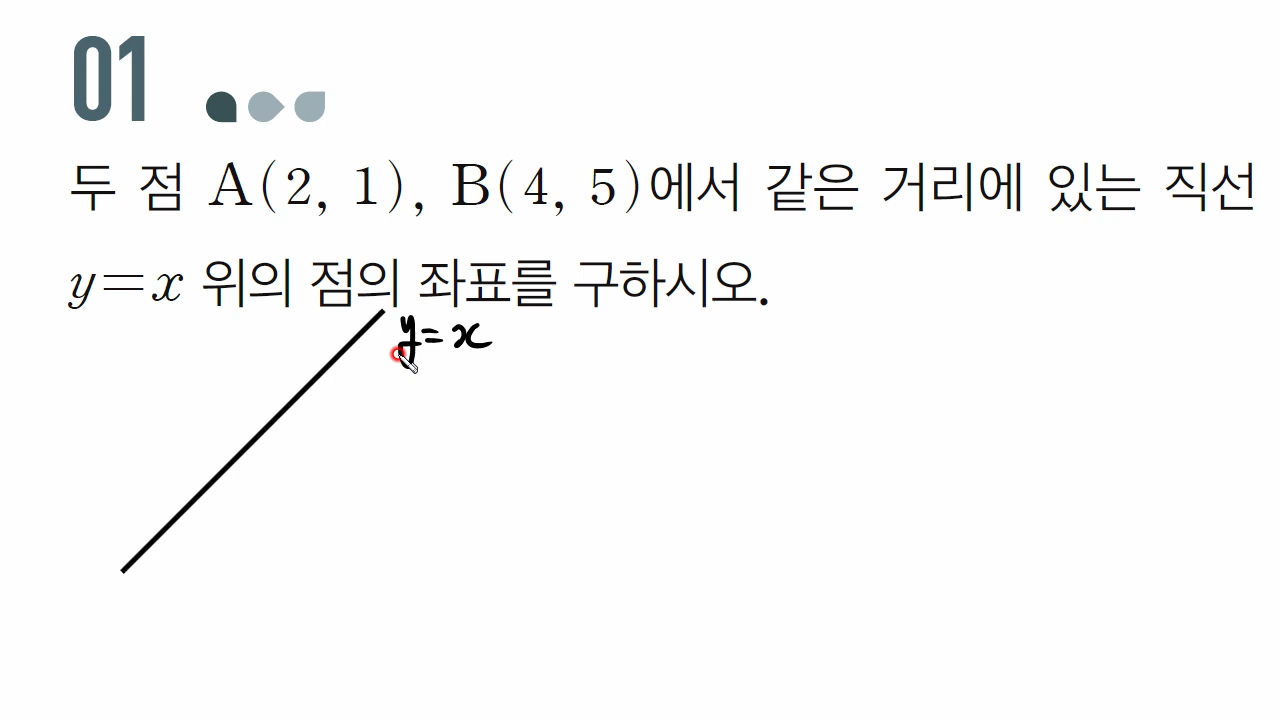 01
두 점 A(2, 1), B(4, 5)에서 같은 거리에 있는 직선
y=x 위의 점의 좌표를 구하시오.
y=x